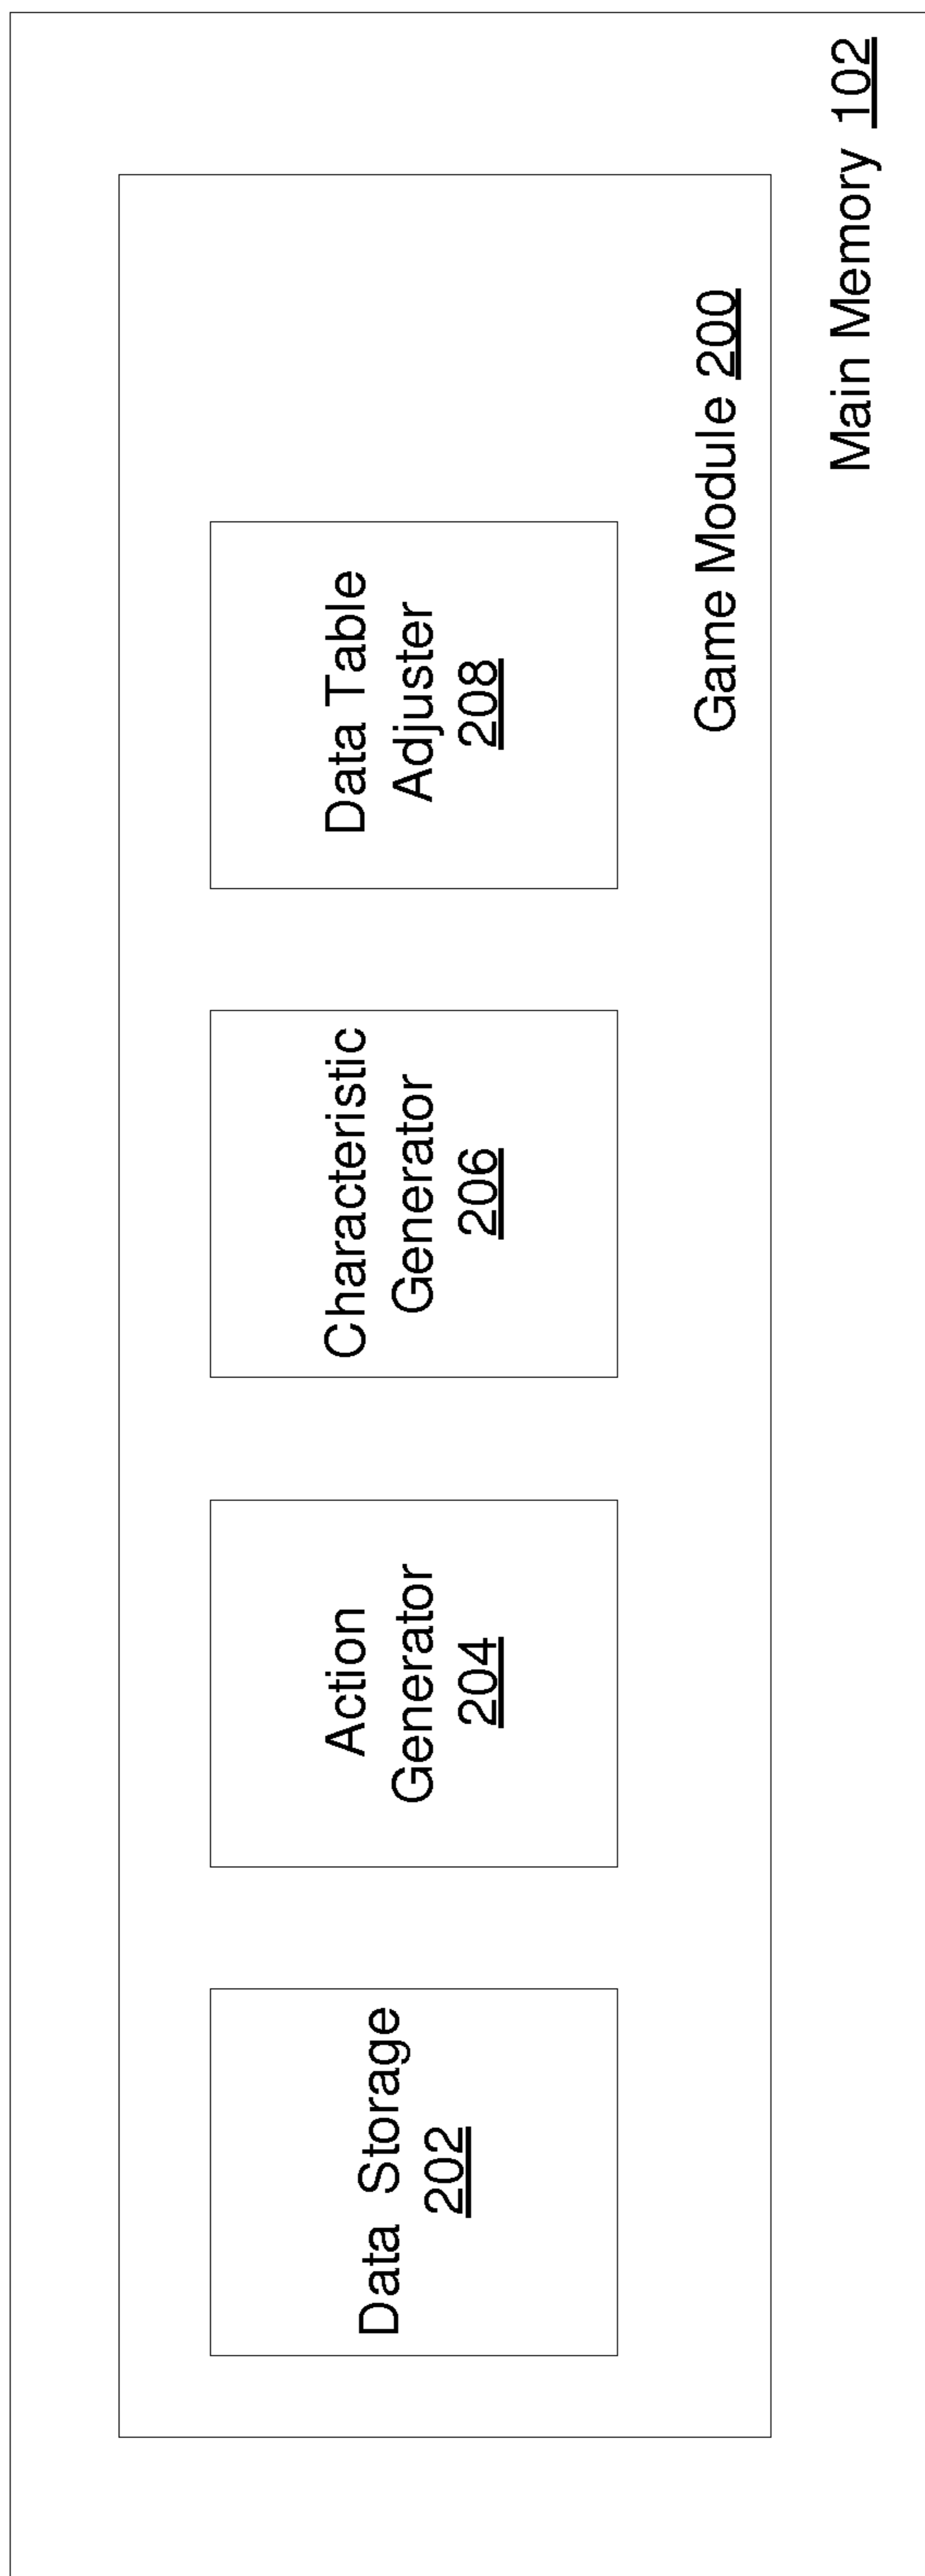 Data Storage
202
Action
Generator
204
Characteristic
Generator
206
Data Table
Adjuster
208
Game Module 200
Main Memory 102